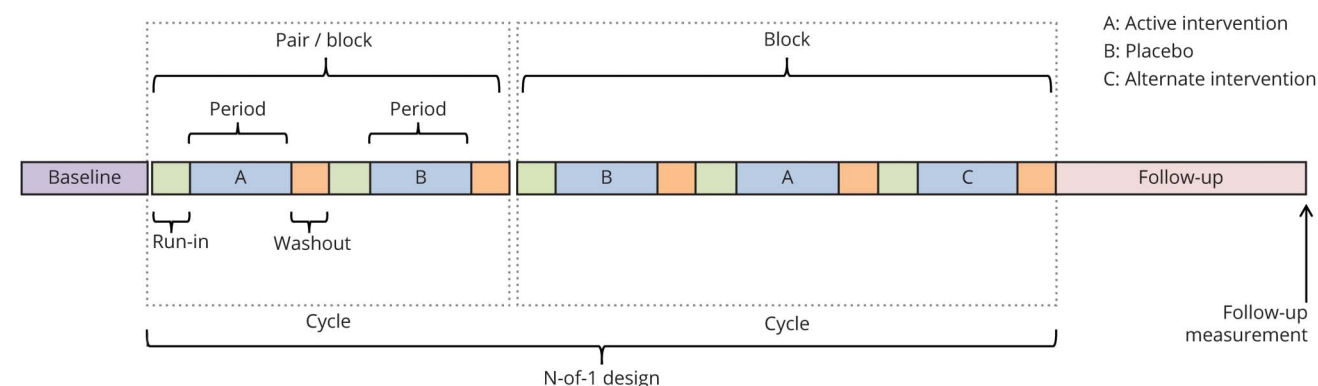 A: Active intervention
B: Placebo
C: Alternate intervention
Pair / block
Block
Period
Period
Baseline
A
B
B
A
C
Follow-up
Run-in
Washout
Cycle
Cycle
Follow-up
measurement
N-of-1 design